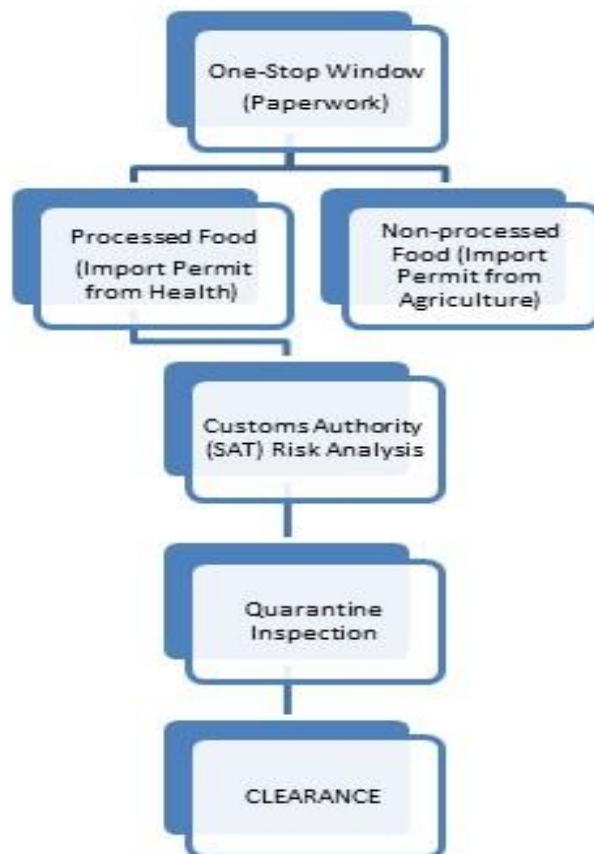 One-Stop Window
(Paperwork)
Processed Food
(Import Permit
from Health)
Non-processed
Food (Import
Permit from
Agriculture)
Customs Authority
(SAT) Risk Analysis
Quarantine
Inspection
CLEARANCE